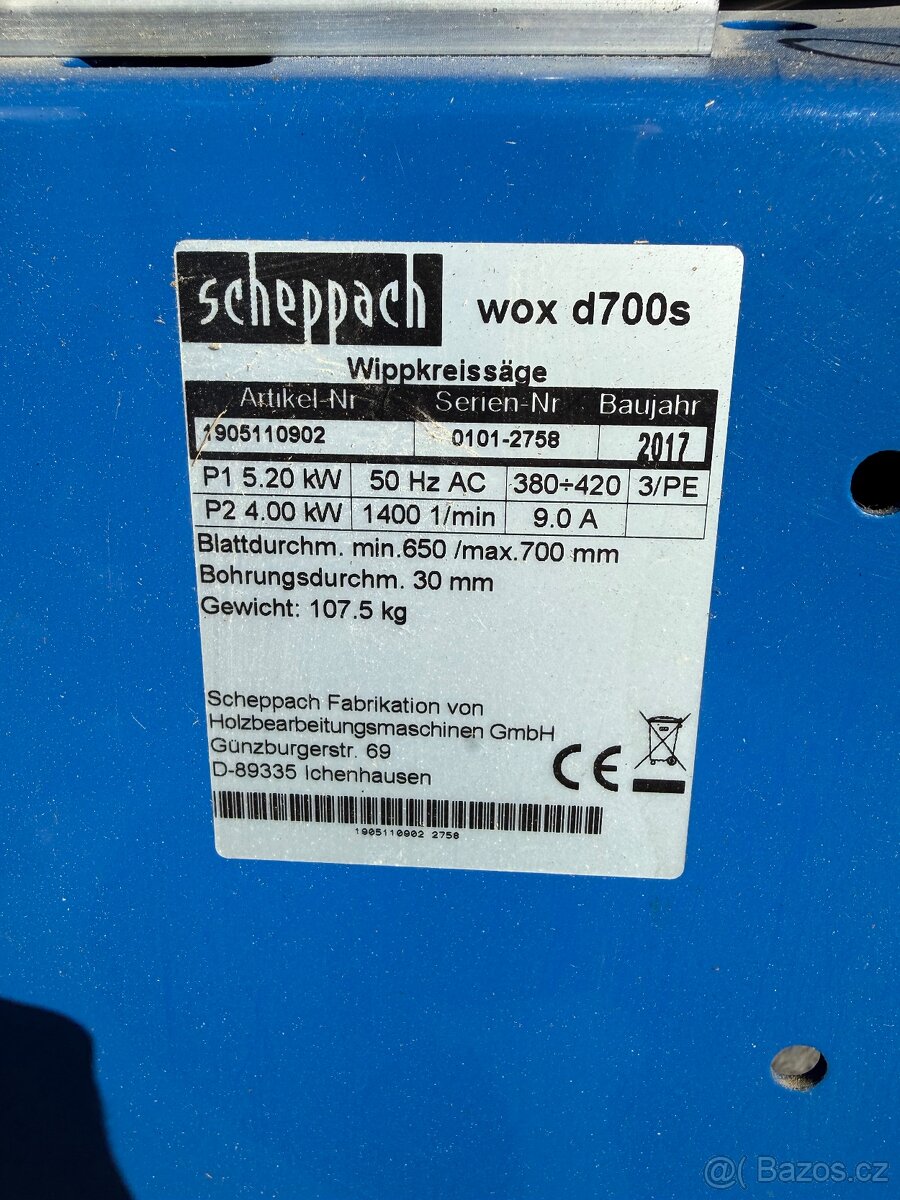 scheppach wox d700s
Wippkreissäge
Artikel-Nr Serien-Nr Baujahr
1905110902 0101-2758 2017
P1 5.20 kW 50 Hz AC 380÷420 3/PE
P2 4.00 kW 1400 1/min 9.0 A
Blattdurchm. min.650 /max.700 mm
Bohrungsdurchm. 30 mm
Gewicht: 107.5 kg
Scheppach Fabrikation von
Holzbearbeitungsmaschinen GmbH
Günzburgerstr. 69
D-89335 Ichenhausen
CE
1905110902 2758
@( Bazos.cz